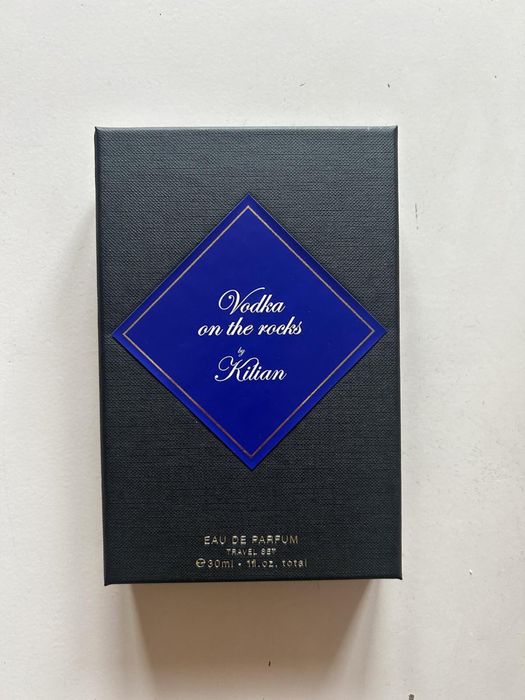 Vodka
on the rocks
by
Kilian
EAU DE PARFUM
TRAVEL SET
℮30ml • 1fl.oz. total